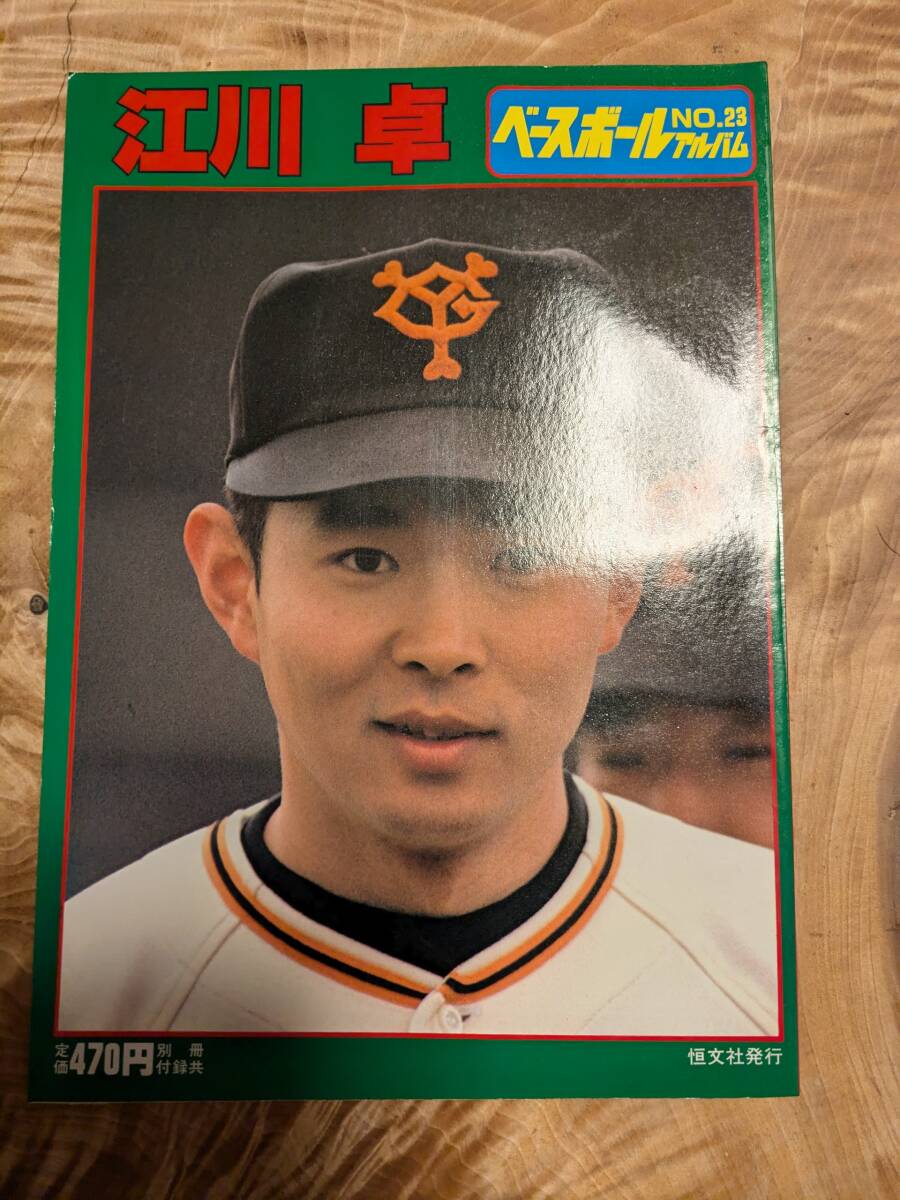 江川 卓
ベースボール NO.23
アルバム
YG
定価470円 別冊付録共
恒文社発行